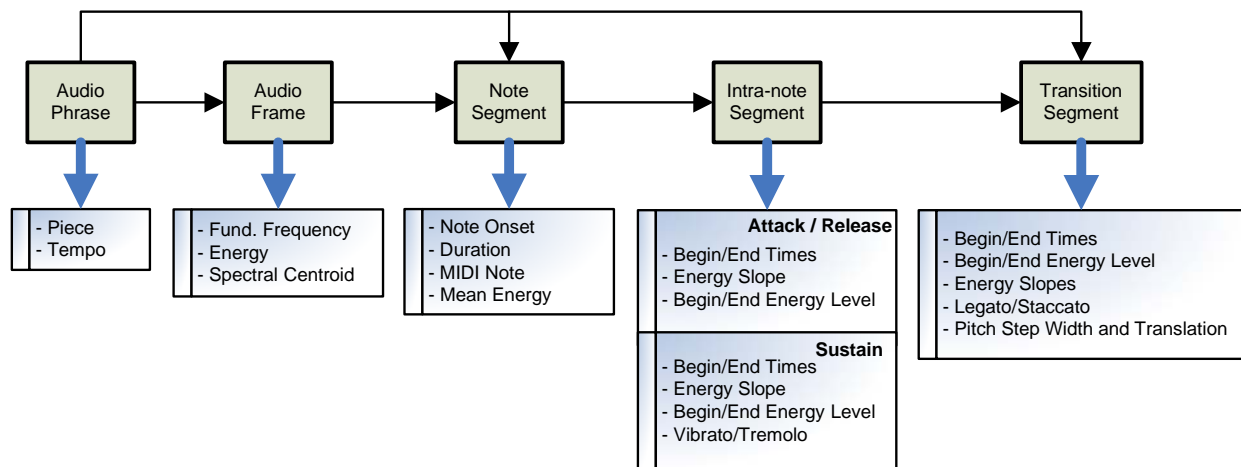 Audio
Phrase
Audio
Frame
Note
Segment
Intra-note
Segment
Transition
Segment
- Piece
- Tempo
- Fund. Frequency
- Energy
- Spectral Centroid
- Note Onset
- Duration
- MIDI Note
- Mean Energy
Attack / Release
- Begin/End Times
- Energy Slope
- Begin/End Energy Level
Sustain
- Begin/End Times
- Energy Slope
- Begin/End Energy Level
- Vibrato/Tremolo
- Begin/End Times
- Begin/End Energy Level
- Energy Slopes
- Legato/Staccato
- Pitch Step Width and Translation